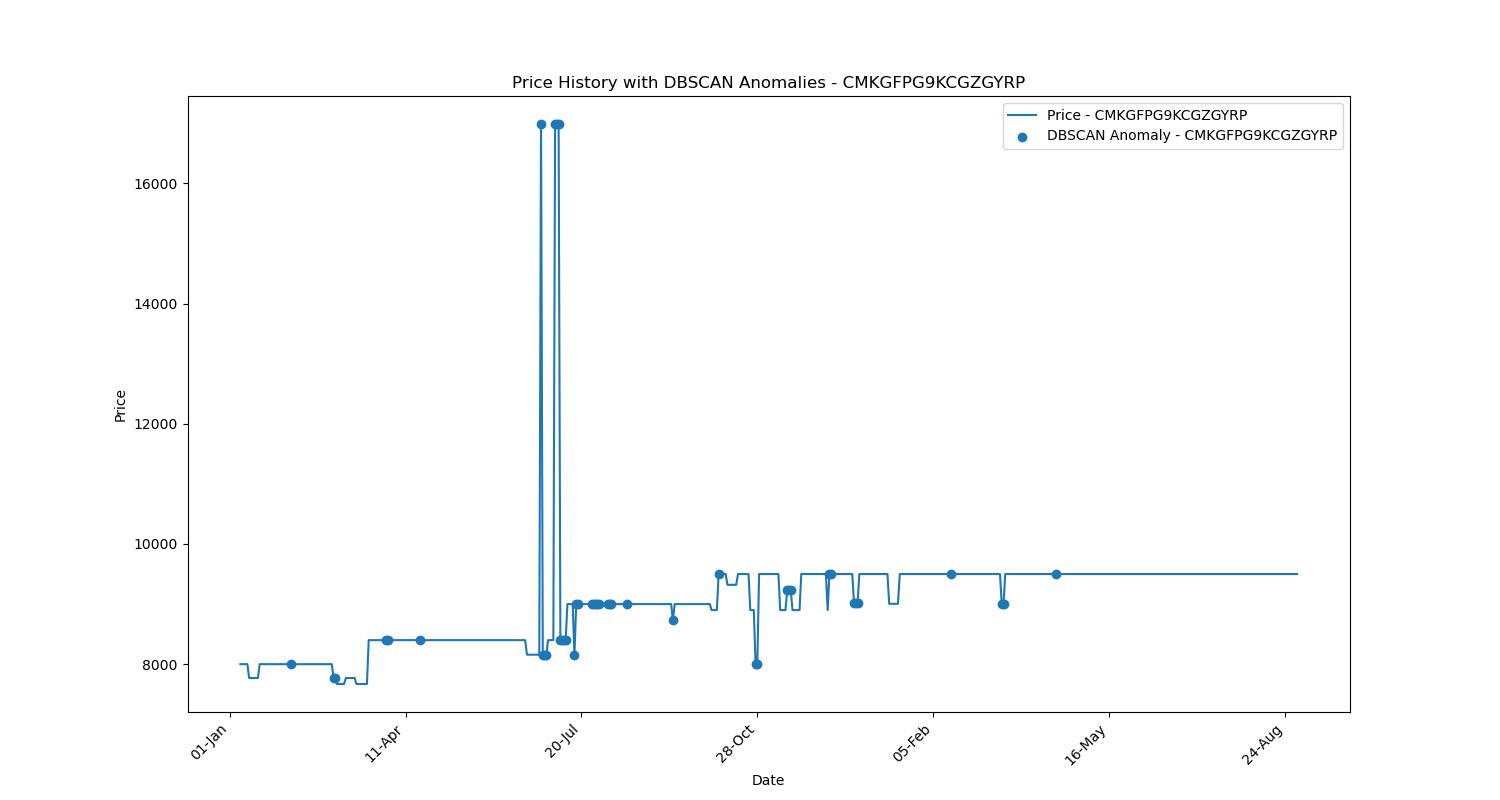 Price History with DBSCAN Anomalies - CMKGFPG9KCGZGYRP
Price - CMKGFPG9KCGZGYRP
DBSCAN Anomaly - CMKGFPG9KCGZGYRP
16000
14000
12000
10000
8000
Price
01-Jan
11-Apr
20-Jul
28-Oct
05-Feb
16-May
24-Aug
Date